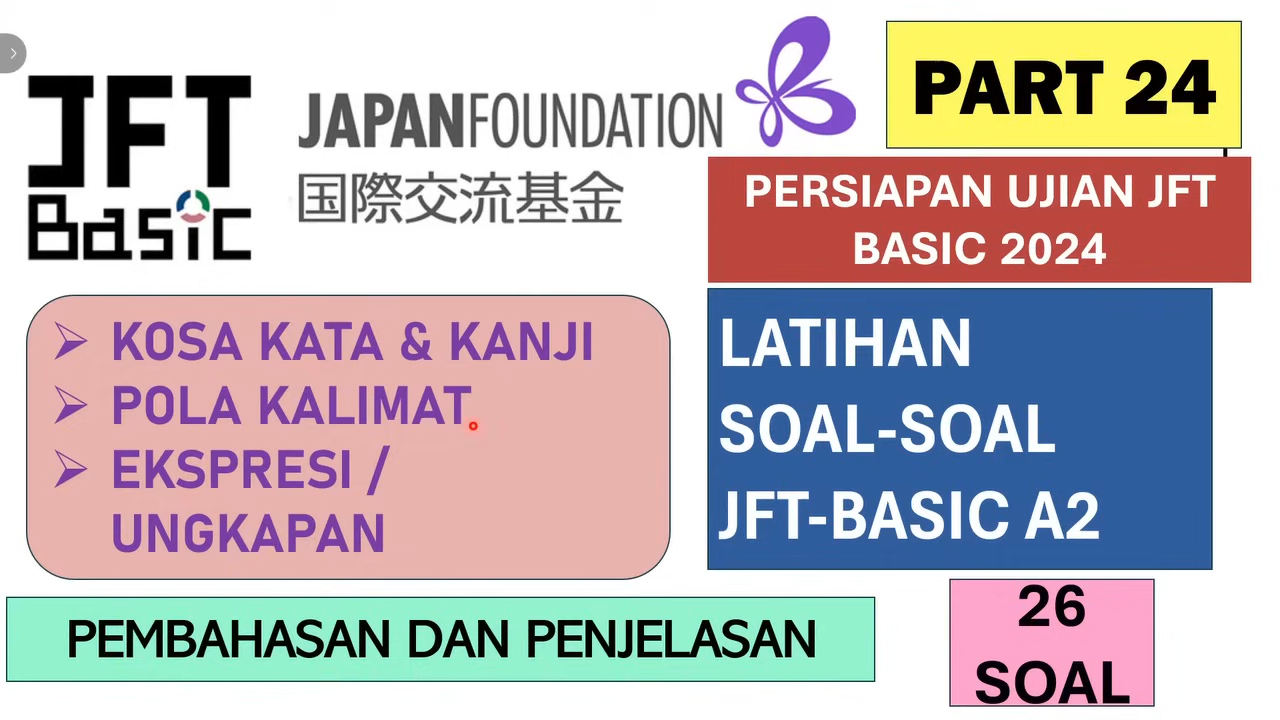 JFT
Basic
JAPANFOUNDATION
国際交流基金
PART 24
PERSIAPAN UJIAN JFT
BASIC 2024
➢ KOSA KATA & KANJI
➢ POLA KALIMAT
➢ EKSPRESI /
UNGKAPAN
LATIHAN
SOAL-SOAL
JFT-BASIC A2
PEMBAHASAN DAN PENJELASAN
26
SOAL